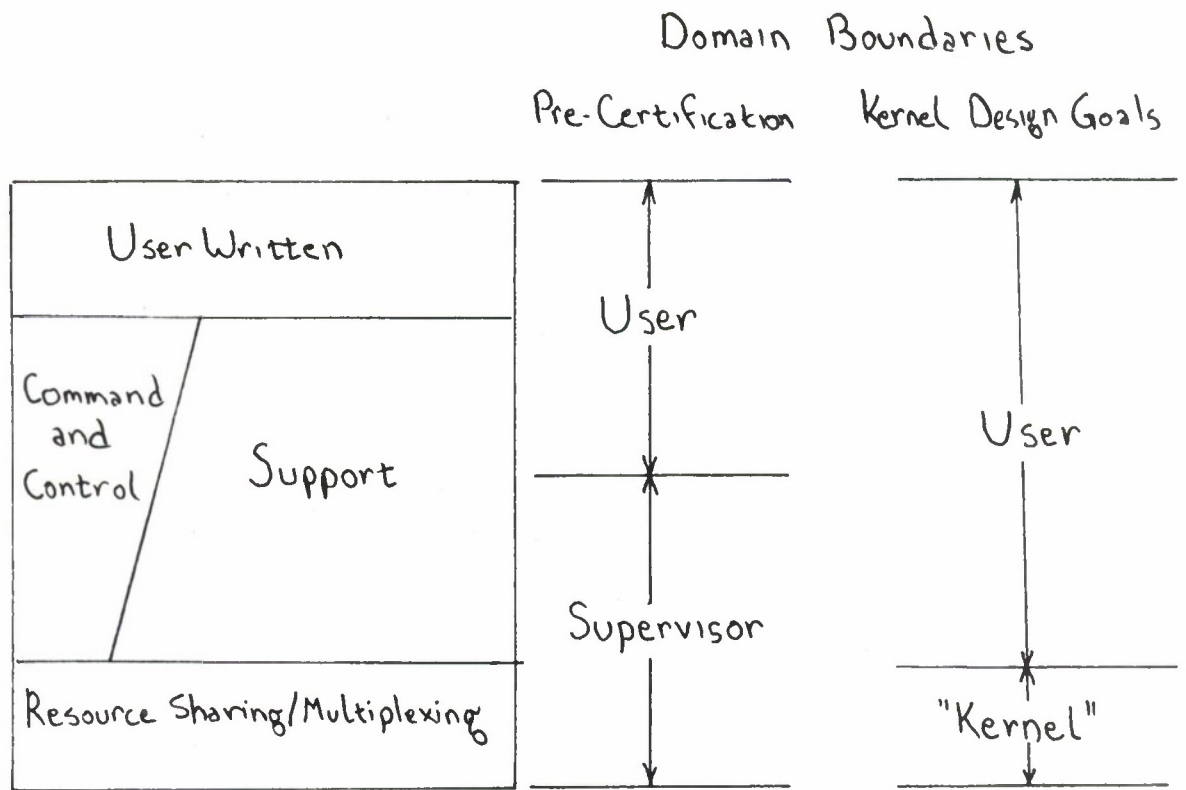 Domain Boundaries
Pre-Certification
Kernel Design Goals
User Written
Command
and
Control
Support
Resource Sharing/Multiplexing
User
Supervisor
User
"Kernel"